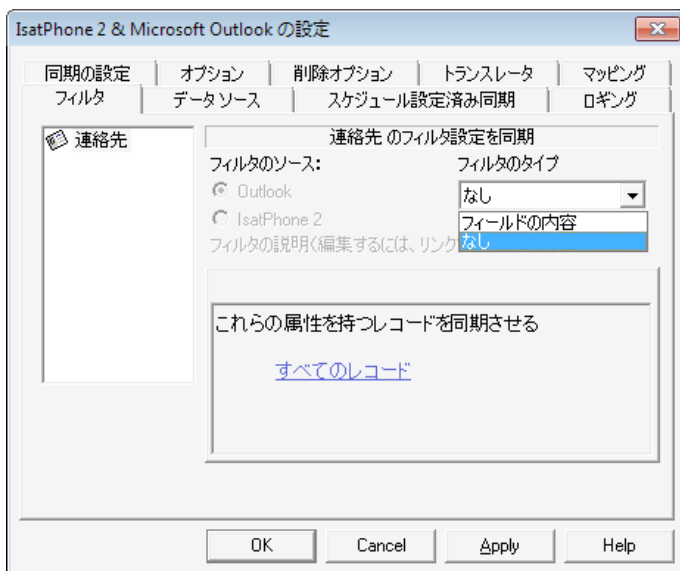 IsatPhone 2 & Microsoft Outlook の設定
同期の設定 オプション 削除オプション トランスレータ マッピング
フィルタ データ ソース スケジュール設定済み同期 ロギング
連絡先
連絡先 のフィルタ設定を同期
フィルタのソース: フィルタのタイプ
Outlook なし
IsatPhone 2 フィールドの内容
フィルタの説明(編集するには、リンク なし
これらの属性を持つレコードを同期させる
すべてのレコード
OK Cancel Apply Help